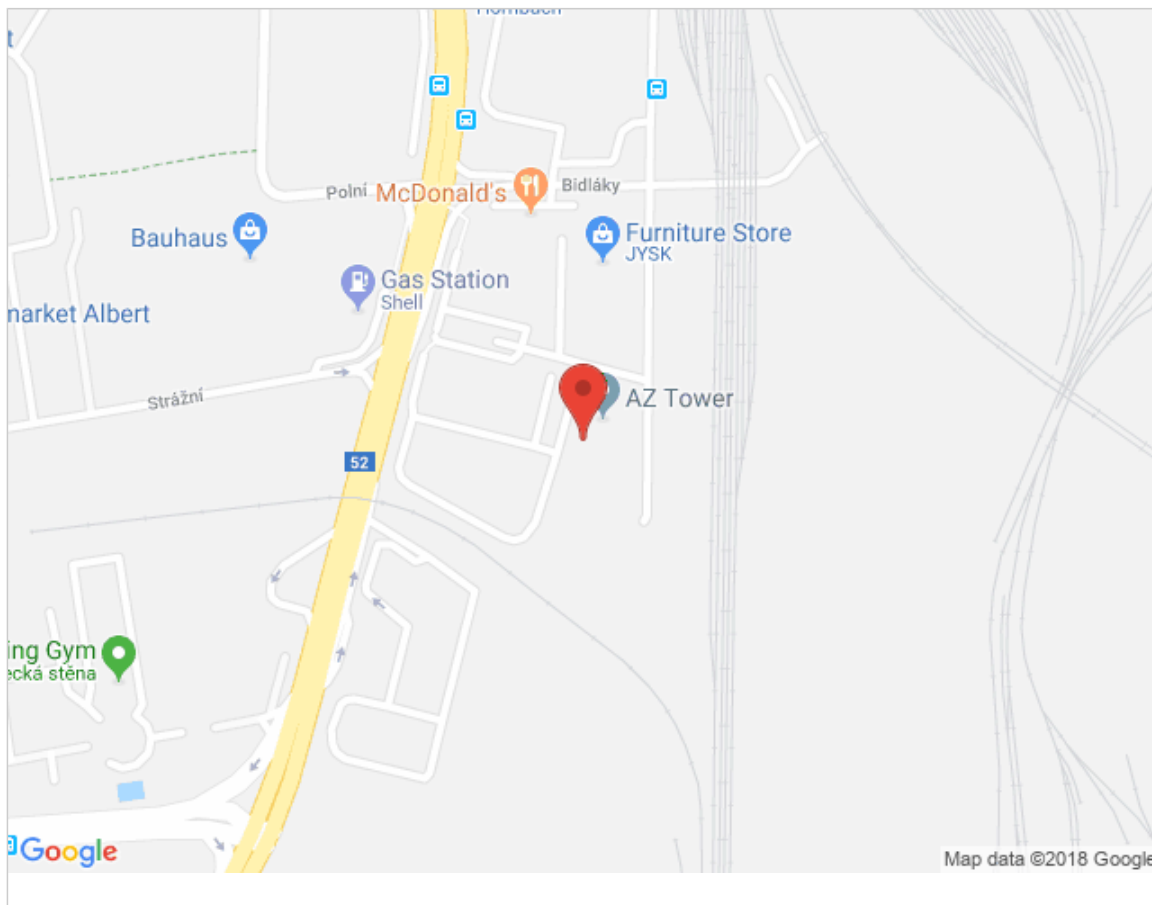 Hornbach
Polní
McDonald's
Bidláky
Bauhaus
Furniture Store
JYSK
Gas Station
Shell
market Albert
Strážní
AZ Tower
52
ing Gym
ecká stěna
Google
Map data ©2018 Google